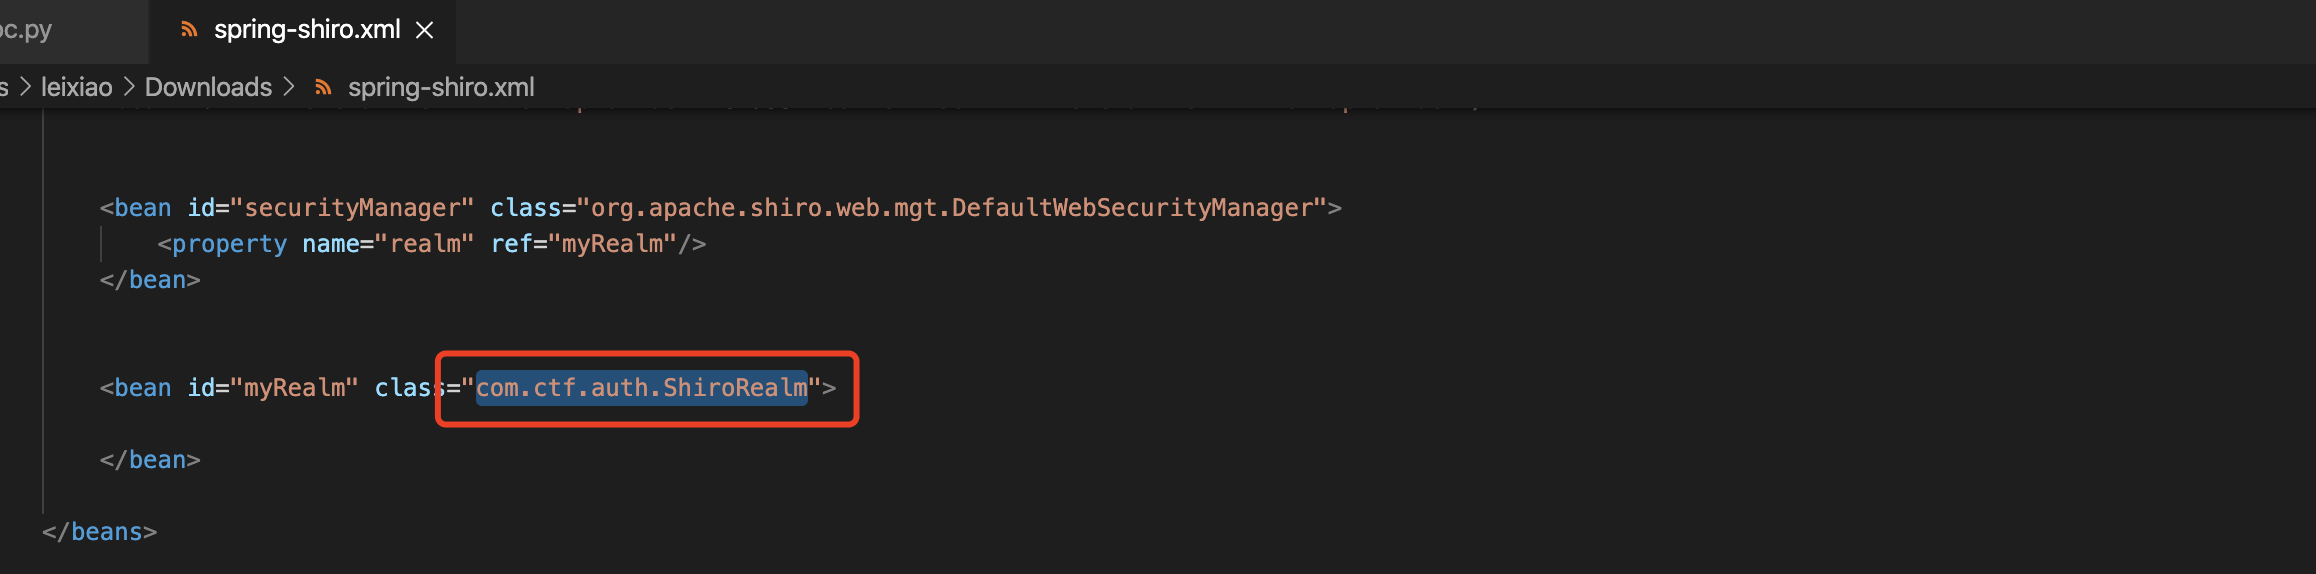 oc.py
spring-shiro.xml
s > leixiao > Downloads > spring-shiro.xml
<bean id="securityManager" class="org.apache.shiro.web.mgt.DefaultWebSecurityManager">
<property name="realm" ref="myRealm"/>
</bean>
<bean id="myRealm" class="com.ctf.auth.ShiroRealm">
</bean>
</beans>